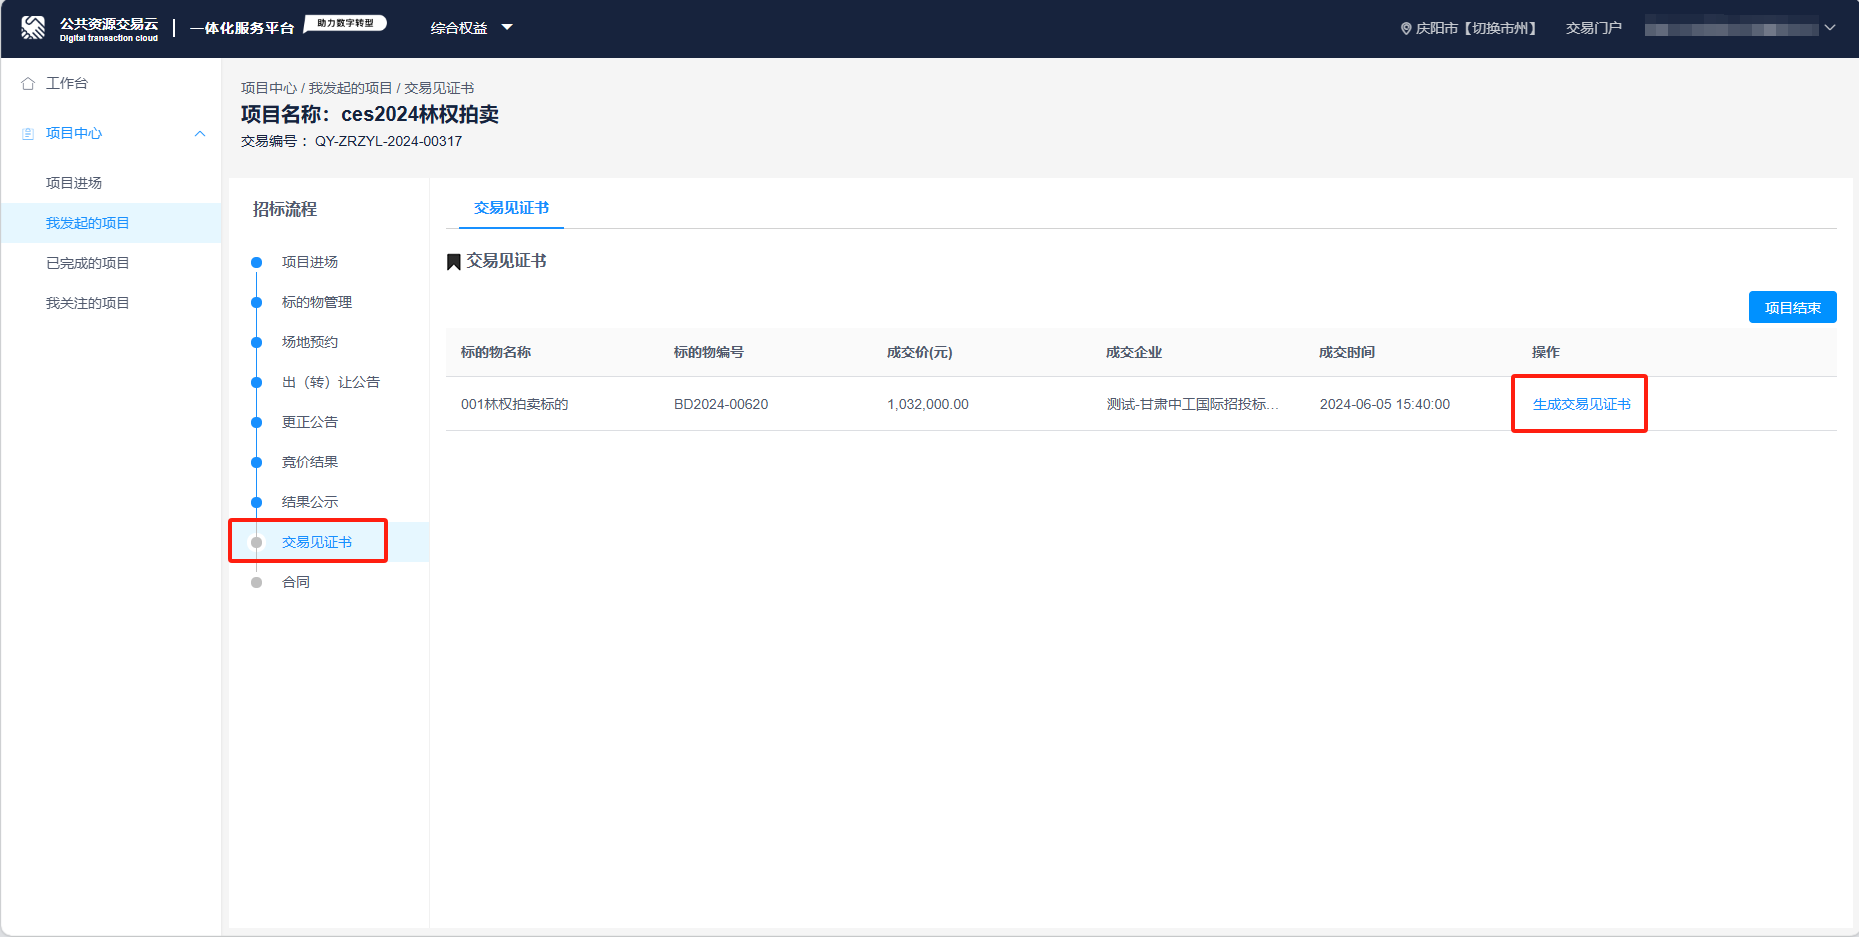 公共资源交易云
Digital transaction cloud
一体化服务平台
助力数字转型
综合权益
庆阳市【切换市州】
交易门户
工作台
项目中心
项目进场
我发起的项目
已完成的项目
我关注的项目
项目中心 / 我发起的项目 / 交易见证书
项目名称：ces2024林权拍卖
交易编号： QY-ZRZYL-2024-00317
招标流程
项目进场
标的物管理
场地预约
出（转）让公告
更正公告
竞价结果
结果公示
交易见证书
合同
交易见证书
交易见证书
项目结束
标的物名称 标的物编号 成交价(元) 成交企业 成交时间 操作
001林权拍卖标的 BD2024-00620 1,032,000.00 测试-甘肃中工国际招投标... 2024-06-05 15:40:00 生成交易见证书